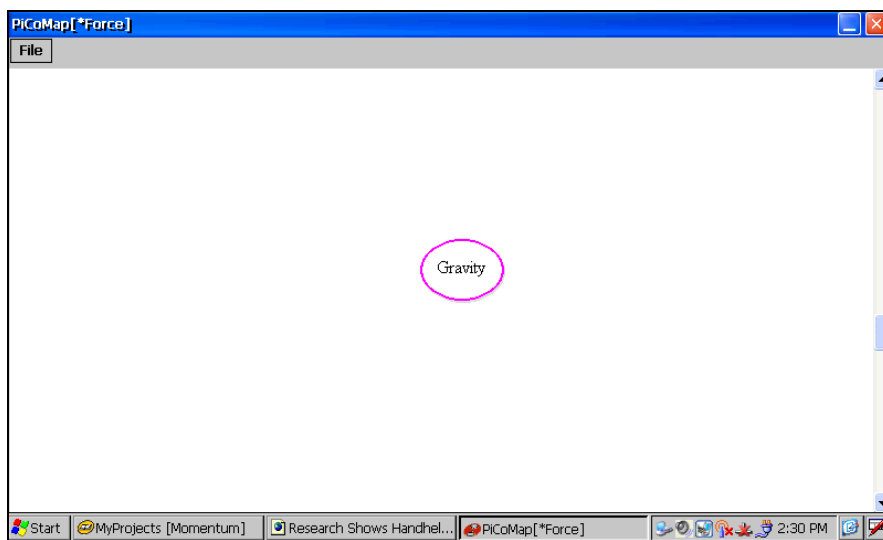 PiCoMap[*Force]
File
Gravity
Start MyProjects [Momentum] Research Shows Handhel... PiCoMap[*Force] 2:30 PM